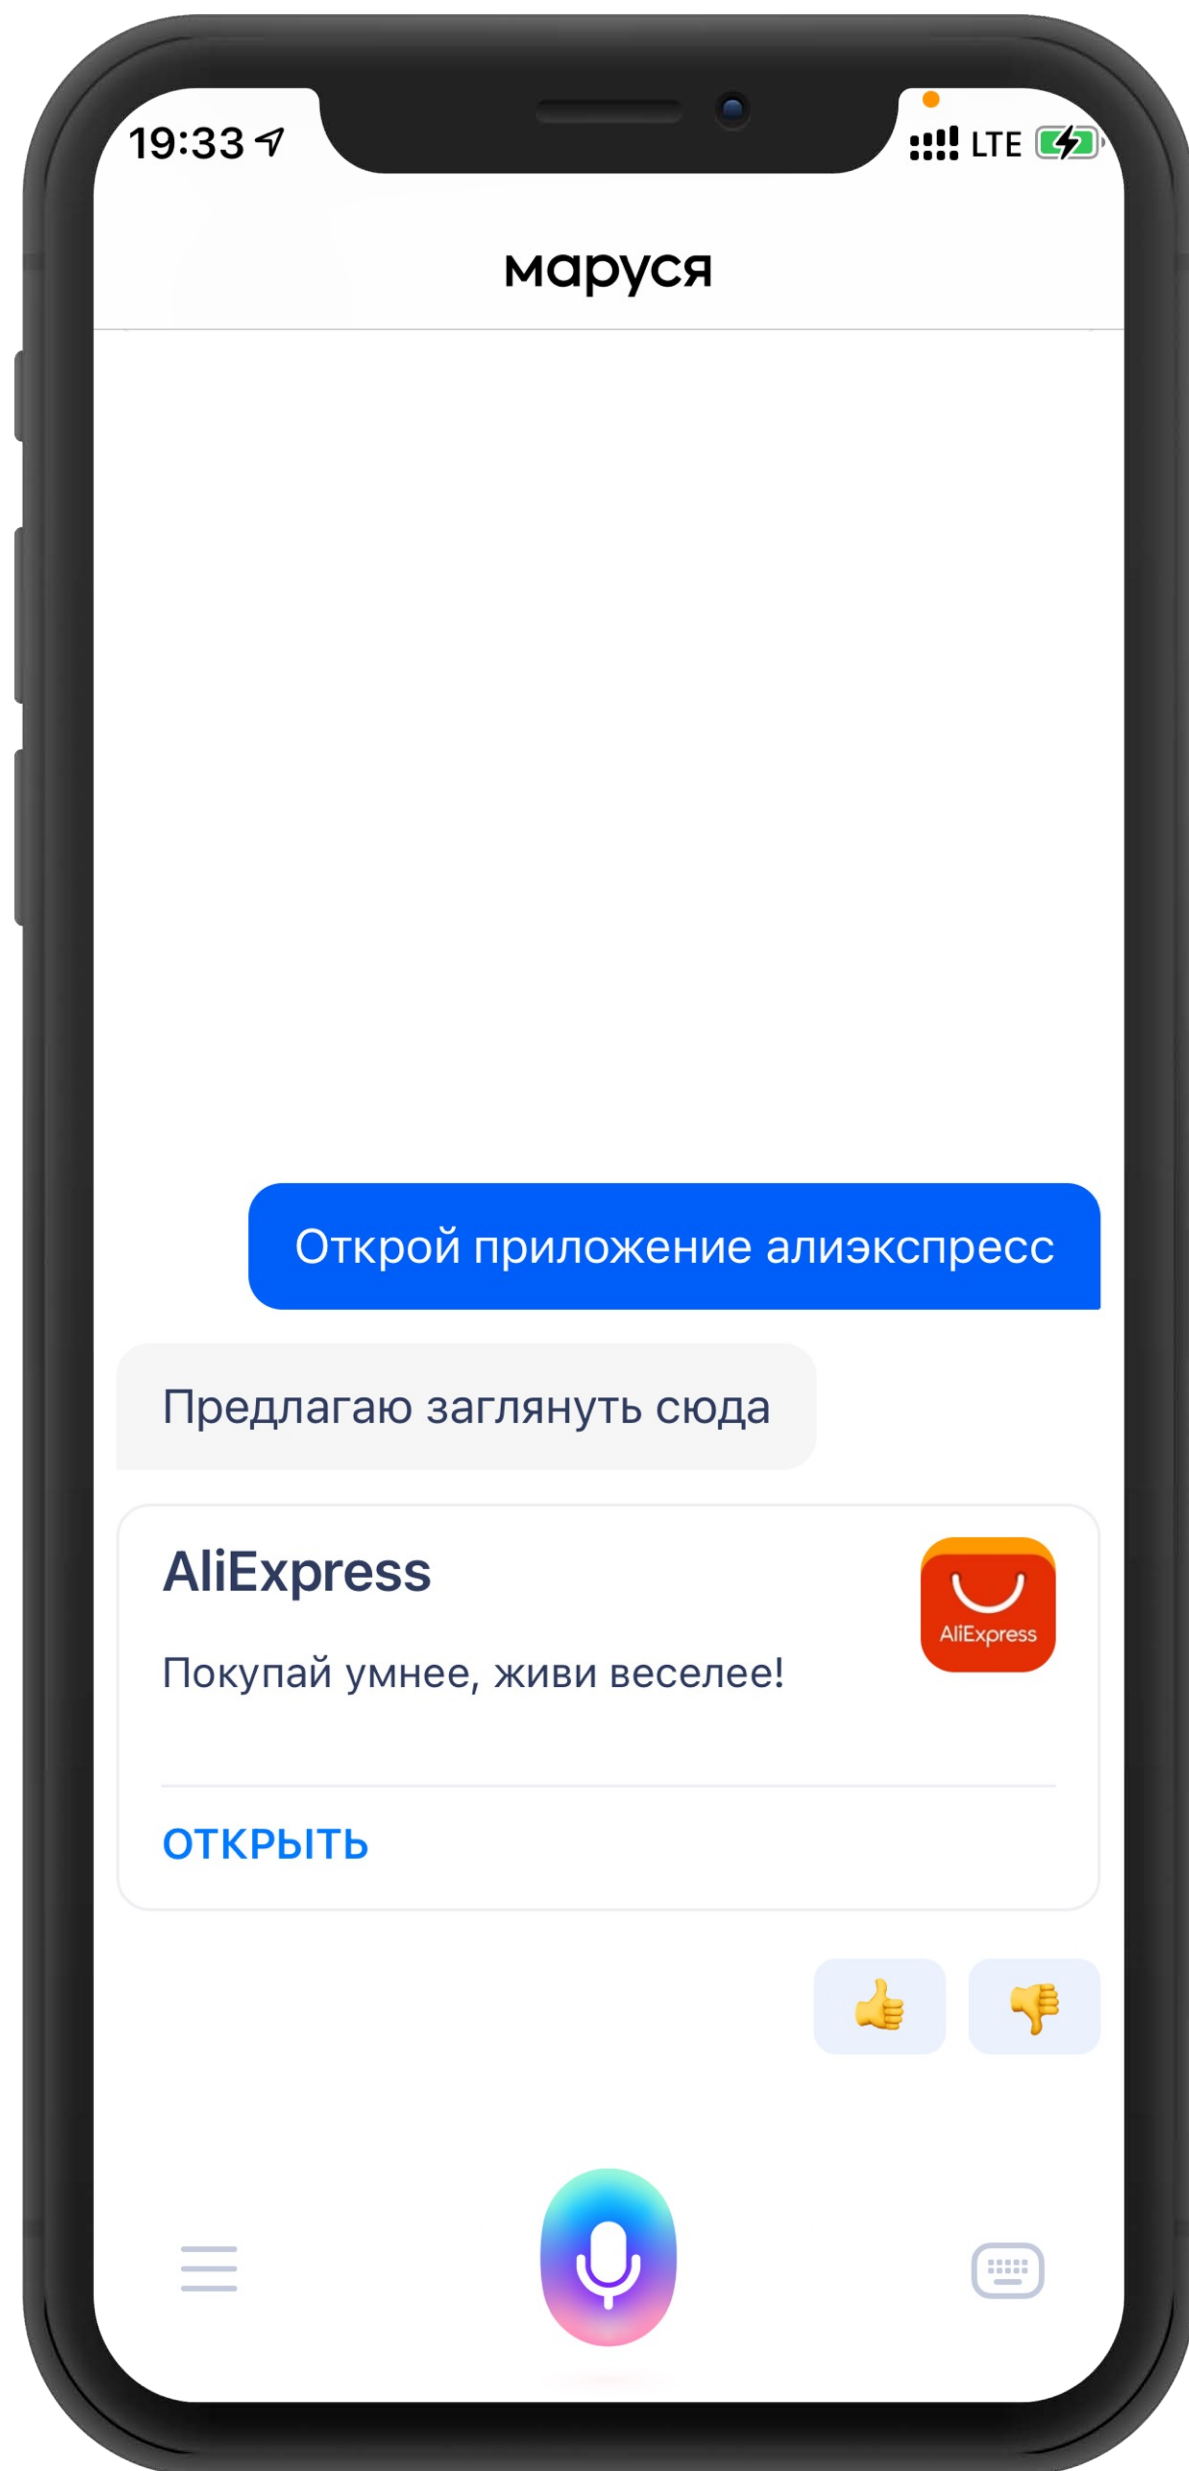 19:33
LTE
маруся
Открой приложение алиэкспресс
Предлагаю заглянуть сюда
AliExpress
AliExpress
Покупай умнее, живи веселее!
ОТКРЫТЬ